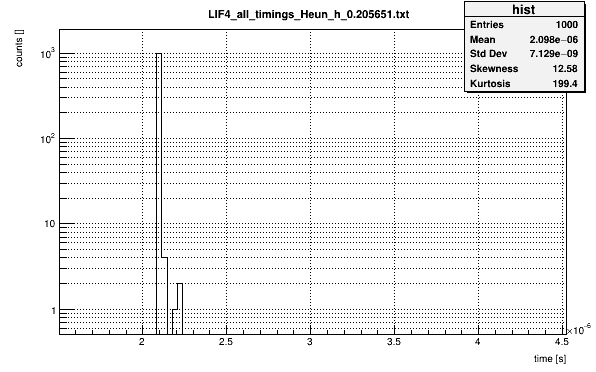 LIF4_all_timings_Heun_h_0.205651.txt
hist
Entries 1000
Mean 2.098e−06
Std Dev 7.129e−09
Skewness 12.58
Kurtosis 199.4
counts []
10³
10²
10
1
2 2.5 3 3.5 4 4.5
×10⁻⁶
time [s]